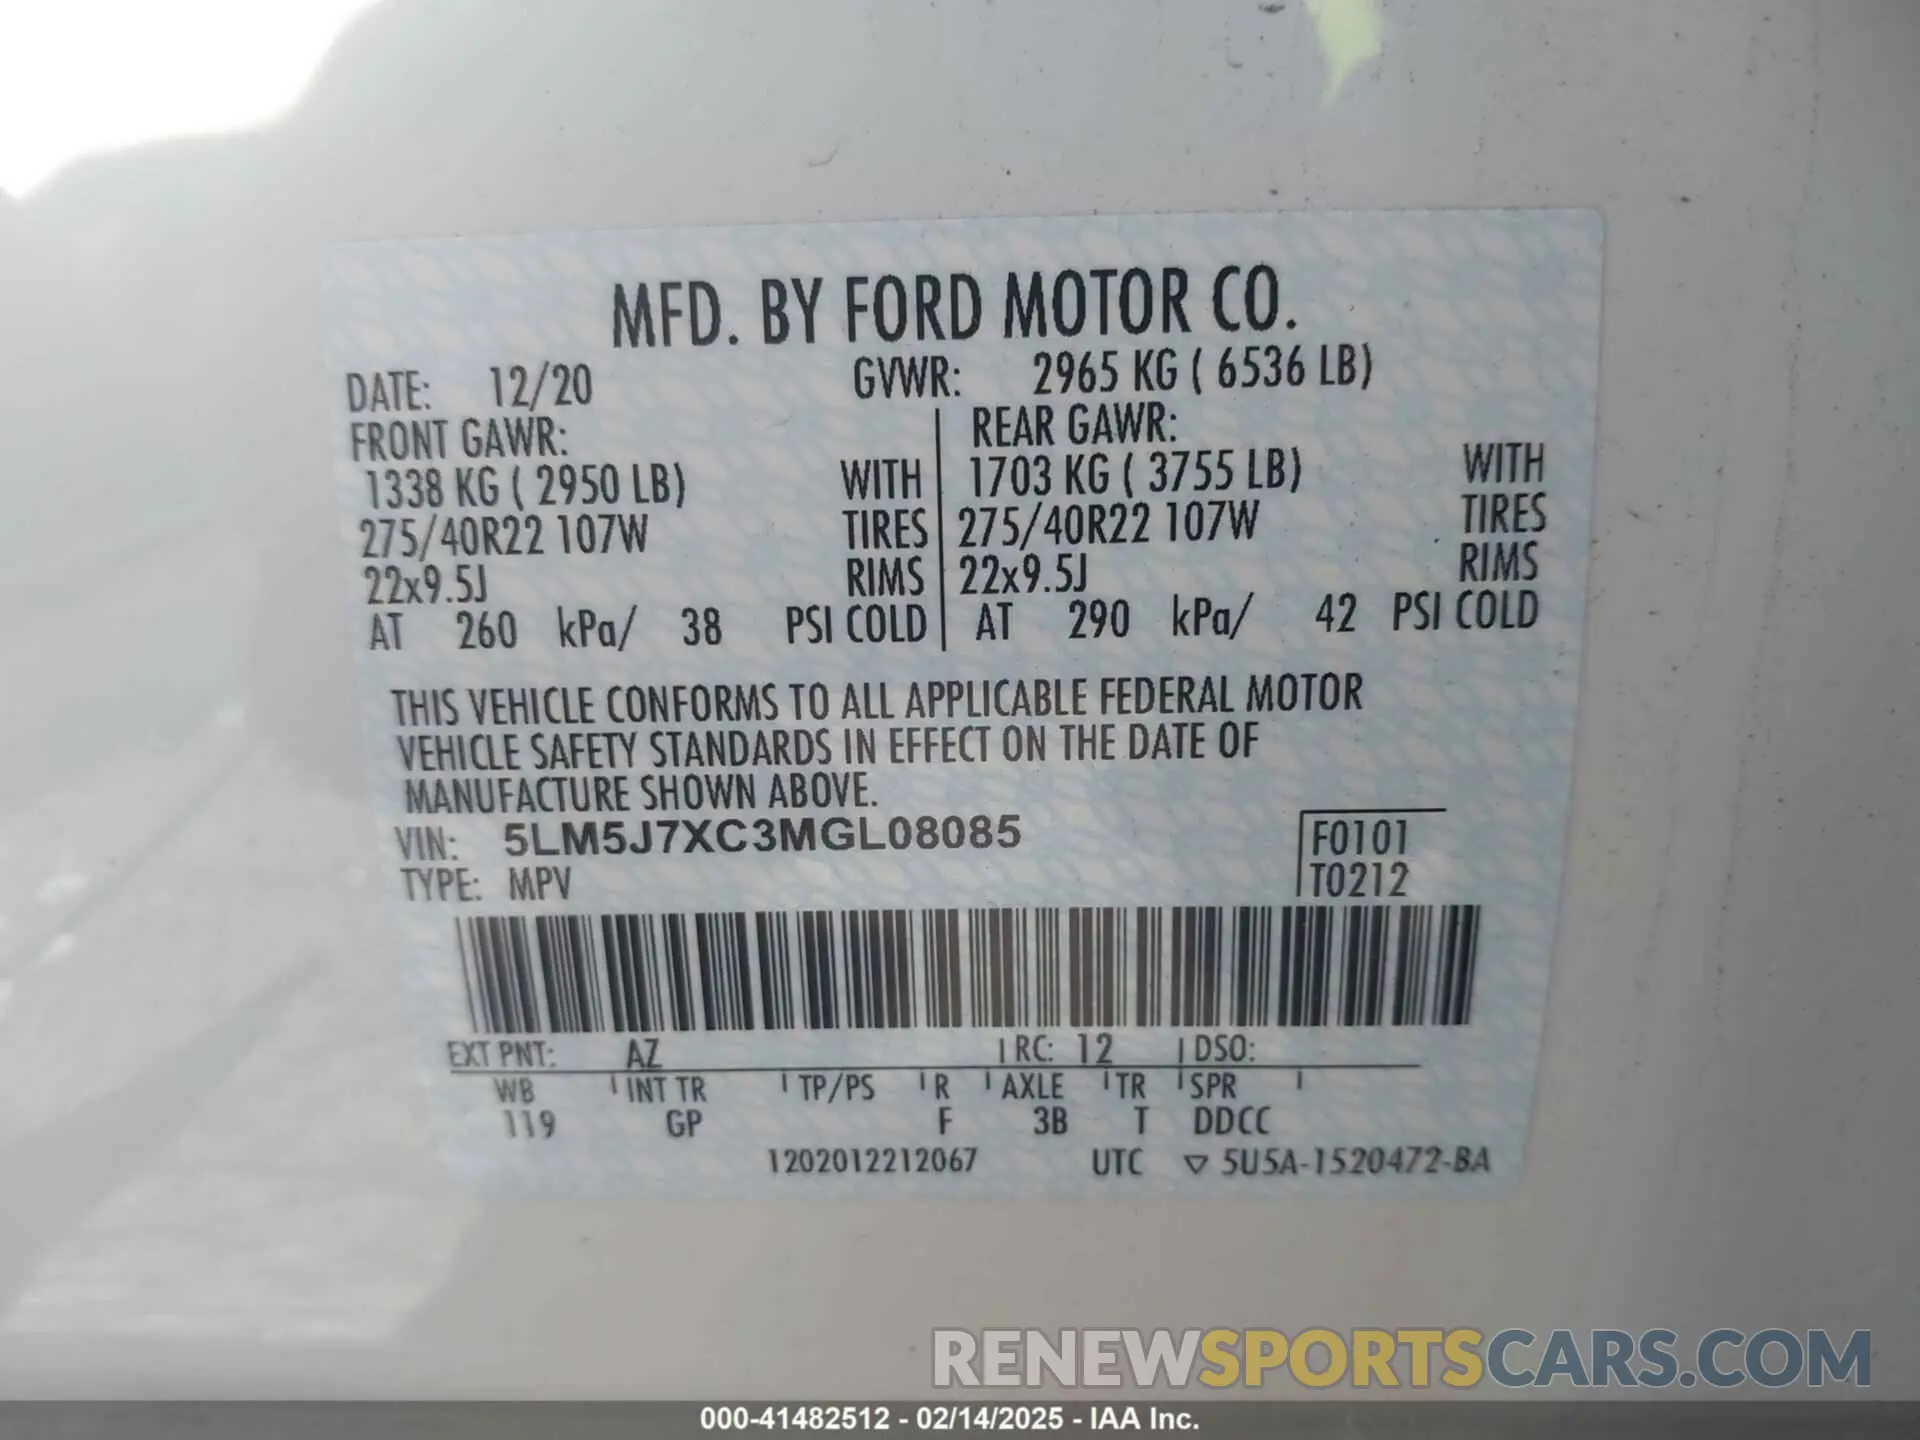 MFD. BY FORD MOTOR CO.
DATE: 12/20 GVWR: 2965 KG ( 6536 LB)
FRONT GAWR: REAR GAWR:
1338 KG ( 2950 LB) WITH 1703 KG ( 3755 LB) WITH
275/40R22 107W TIRES 275/40R22 107W TIRES
22x9.5J RIMS 22x9.5J RIMS
AT 260 kPa/ 38 PSI COLD AT 290 kPa/ 42 PSI COLD
THIS VEHICLE CONFORMS TO ALL APPLICABLE FEDERAL MOTOR
VEHICLE SAFETY STANDARDS IN EFFECT ON THE DATE OF
MANUFACTURE SHOWN ABOVE.
VIN: 5LM5J7XC3MGL08085 F0101
TYPE: MPV T0212
EXT PNT: AZ RC: 12 DSO:
WB INT TR TP/PS R AXLE TR SPR
119 GP F 3B T DDCC
1202012212067 UTC ▽ 5U5A-1520472-BA
RENEWSPORTSCARS.COM
000-41482512 - 02/14/2025 - IAA Inc.